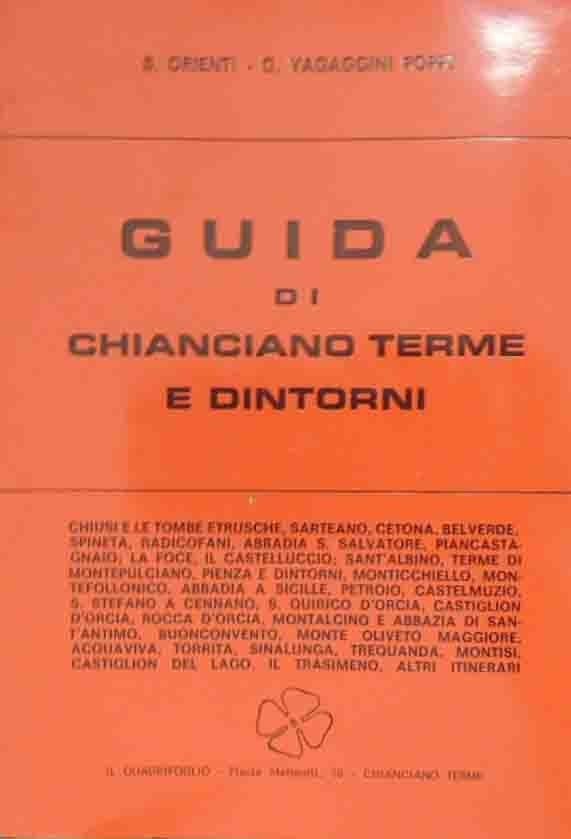 S. ORIENTI - C. VAGAGGINI POPPI
GUIDA
DI
CHIANCIANO TERME
E DINTORNI
CHIUSI E LE TOMBE ETRUSCHE, SARTEANO, CETONA, BELVERDE,
SPINETA, RADICOFANI, ABBADIA S. SALVATORE, PIANCASTA-
GNAIO; LA FOCE, IL CASTELLUCCIO; SANT'ALBINO, TERME DI
MONTEPULCIANO, PIENZA E DINTORNI, MONTICCHIELLO, MON-
TEFOLLONICO, ABBADIA A SICILLE, PETROIO, CASTELMUZIO,
S. STEFANO A CENNANO, S. QUIRICO D'ORCIA, CASTIGLION
D'ORCIA, ROCCA D'ORCIA, MONTALCINO E ABBAZIA DI SAN-
T'ANTIMO, BUONCONVENTO, MONTE OLIVETO MAGGIORE,
ACQUAVIVA, TORRITA, SINALUNGA, TREQUANDA, MONTISI,
CASTIGLION DEL LAGO, IL TRASIMENO, ALTRI ITINERARI
IL QUADRIFOGLIO - Piazza Matteotti, - CHIANCIANO TERME